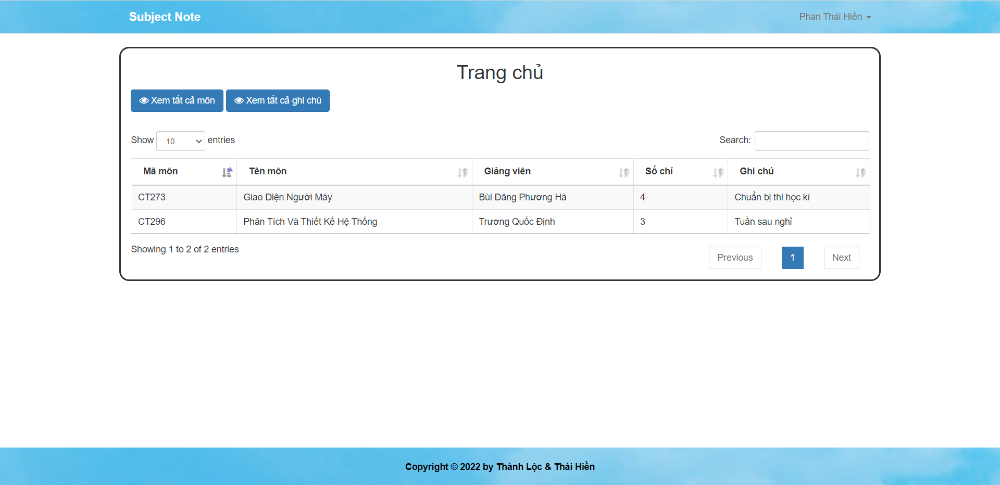 Subject Note
Phan Thái Hiền
Trang chủ
Xem tất cả môn
Xem tất cả ghi chú
Show 10 entries
Search:
Mã môn Tên môn Giảng viên Số chỉ Ghi chú
CT273 Giao Diện Người Máy Bùi Đăng Phương Hà 4 Chuẩn bị thi học kì
CT296 Phân Tích Và Thiết Kế Hệ Thống Trương Quốc Định 3 Tuần sau nghỉ
Showing 1 to 2 of 2 entries
Previous 1 Next
Copyright © 2022 by Thành Lộc & Thái Hiền